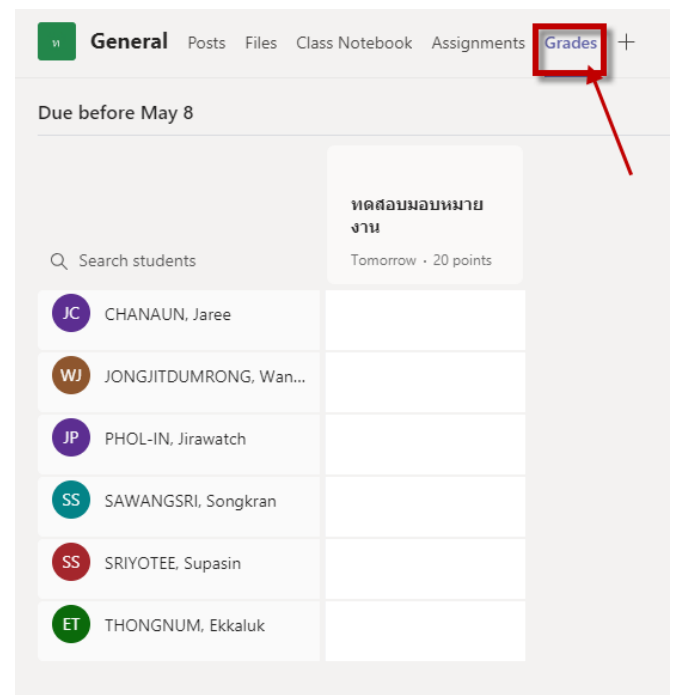 ท General Posts Files Class Notebook Assignments Grades +
Due before May 8
ทดสอบมอบหมาย
งาน
Search students Tomorrow • 20 points
JC CHANAUN, Jaree
WJ JONGJITDUMRONG, Wan...
JP PHOL-IN, Jirawatch
SS SAWANGSRI, Songkran
SS SRIYOTEE, Supasin
ET THONGNUM, Ekkaluk